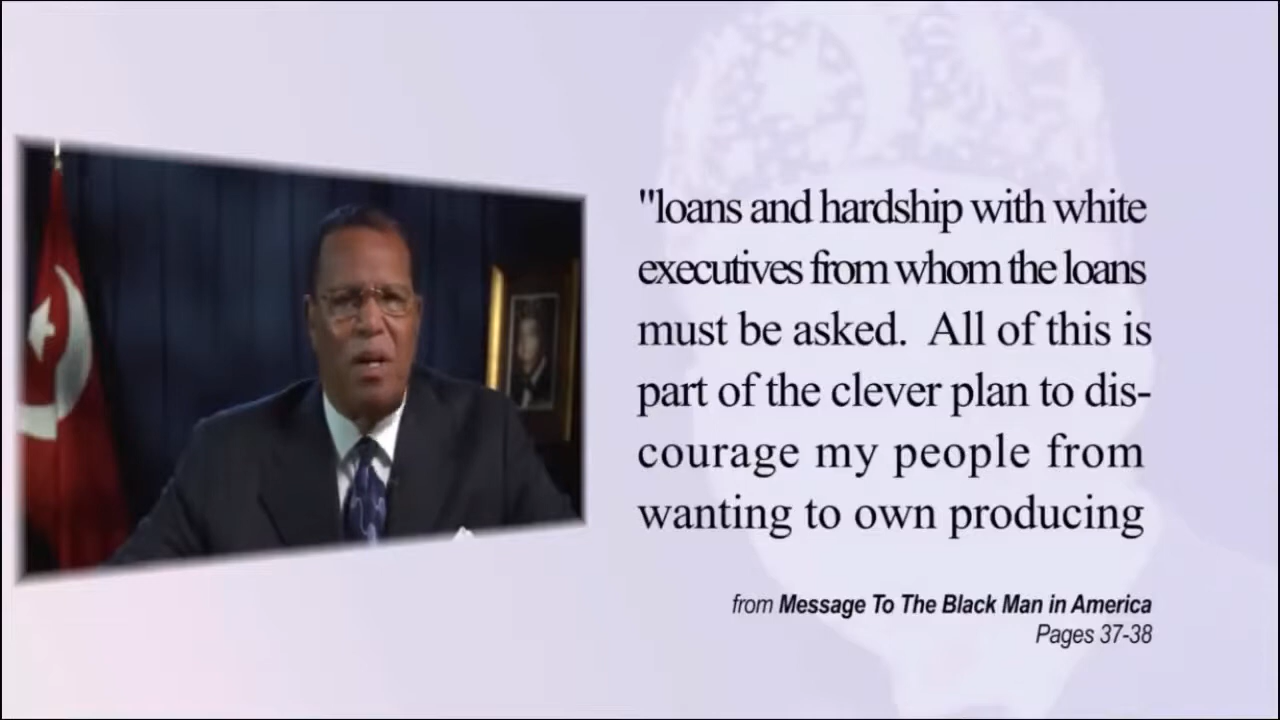 "loans and hardship with white
executives from whom the loans
must be asked.  All of this is
part of the clever plan to dis-
courage my people from
wanting to own producing
from Message To The Black Man in America
Pages 37-38